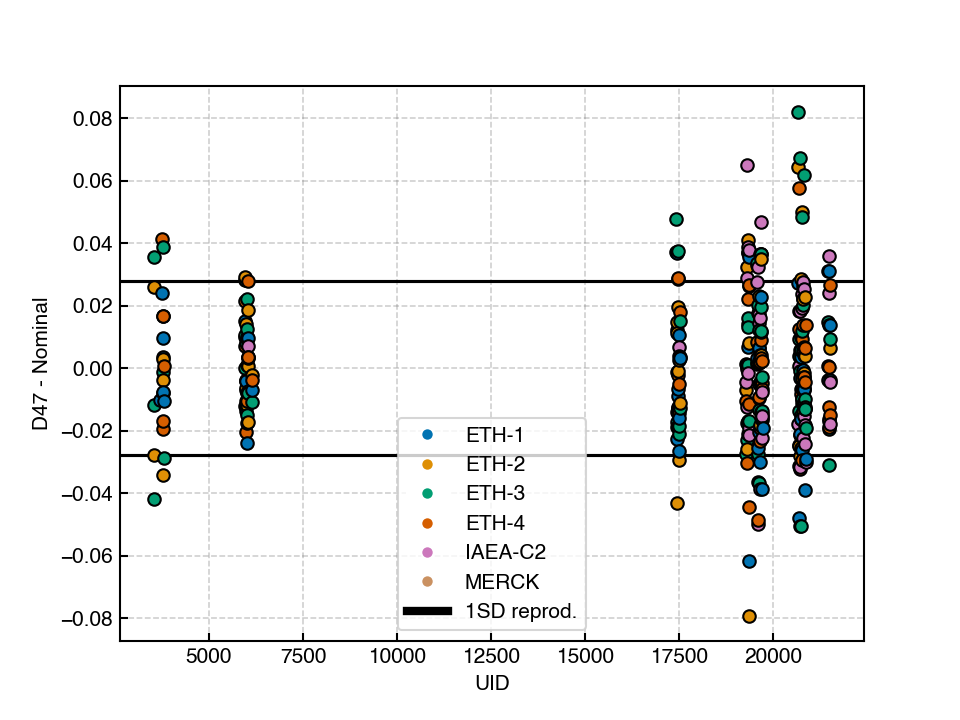 0.08
0.06
0.04
0.02
0.00
−0.02
−0.04
−0.06
−0.08
D47 - Nominal
5000 7500 10000 12500 15000 17500 20000
UID
ETH-1
ETH-2
ETH-3
ETH-4
IAEA-C2
MERCK
1SD reprod.